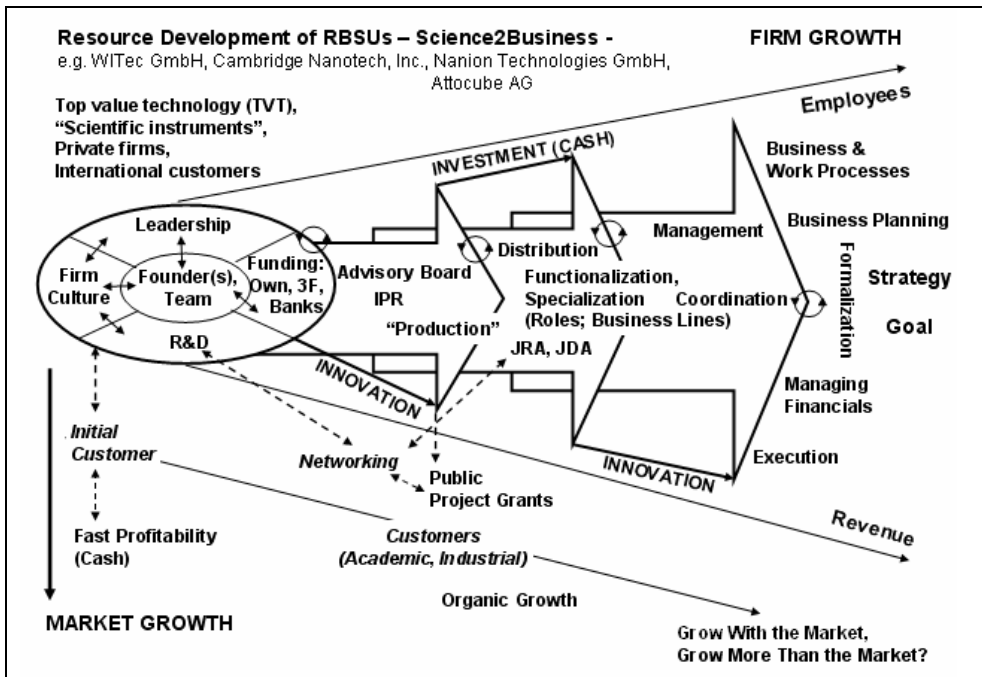 Resource Development of RBSUs – Science2Business -
e.g. WITec GmbH, Cambridge Nanotech, Inc., Nanion Technologies GmbH,
Attocube AG
FIRM GROWTH
Top value technology (TVT),
“Scientific instruments”,
Private firms,
International customers
Employees
INVESTMENT (CASH)
Business &
Work Processes
Leadership
Firm
Culture
Founder(s),
Team
Funding:
Own, 3F,
Banks
R&D
Advisory Board
IPR
“Production”
Distribution
Functionalization,
Specialization
(Roles; Business Lines)
JRA, JDA
Management
Coordination
Business Planning
Formalization
Strategy
Goal
Managing
Financials
Execution
INNOVATION
INNOVATION
Initial
Customer
Networking
Public
Project Grants
Fast Profitability
(Cash)
Customers
(Academic, Industrial)
Revenue
Organic Growth
MARKET GROWTH
Grow With the Market,
Grow More Than the Market?